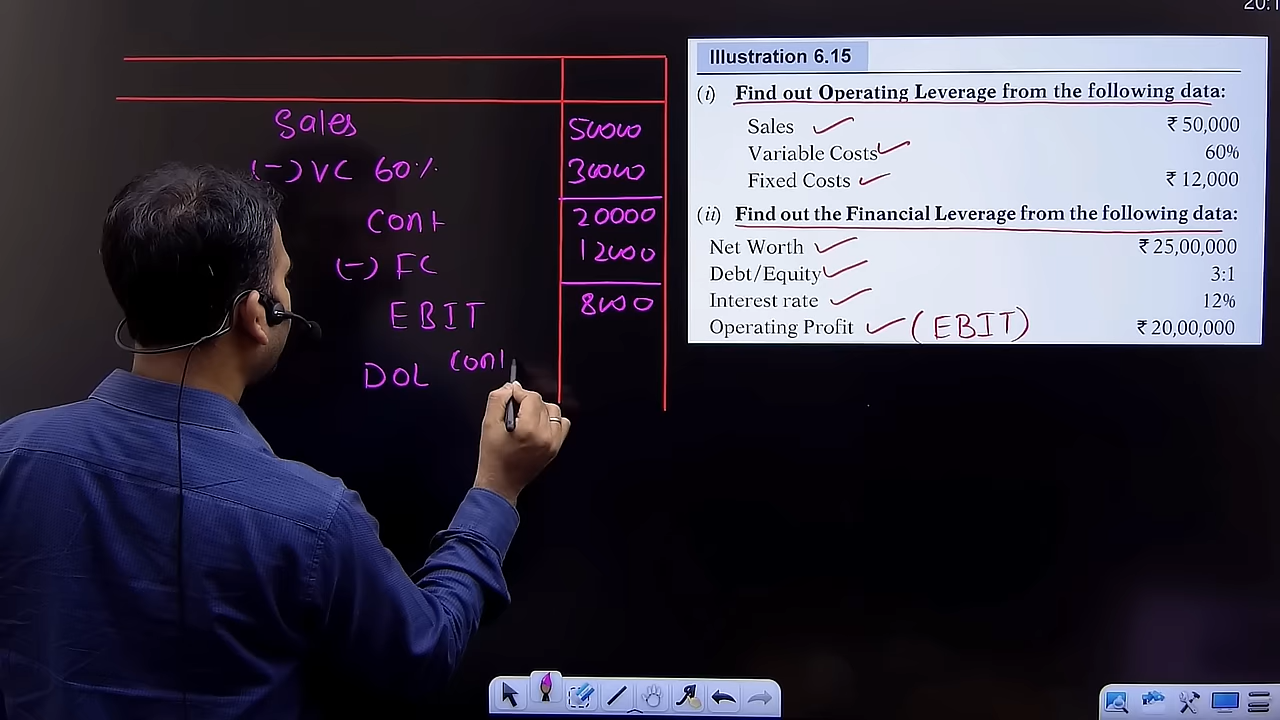 20:1
Sales 50000
(-) VC 60% 30000
Cont 20000
(-) FC 12000
EBIT 8000
DOL Cont
Illustration 6.15
(i) Find out Operating Leverage from the following data:
Sales ₹ 50,000
Variable Costs 60%
Fixed Costs ₹ 12,000
(ii) Find out the Financial Leverage from the following data:
Net Worth ₹ 25,00,000
Debt/Equity 3:1
Interest rate 12%
Operating Profit (EBIT) ₹ 20,00,000